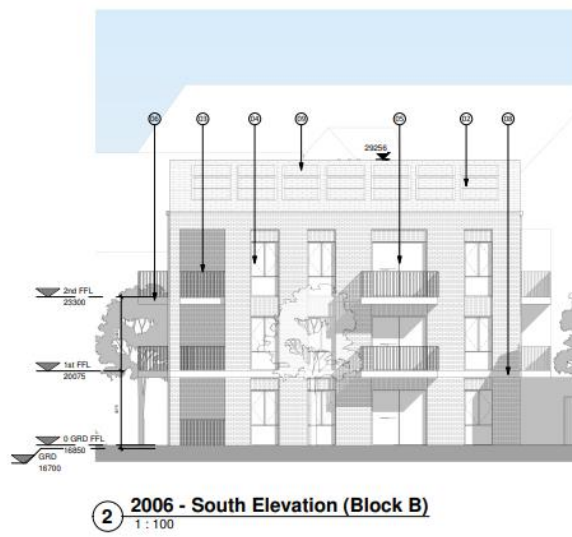 06 03 04 09 05 02 08
29256
2nd FFL
23300
1st FFL
20075
0 GRD FFL
16850
GRD
16700
2 2006 - South Elevation (Block B)
1 : 100